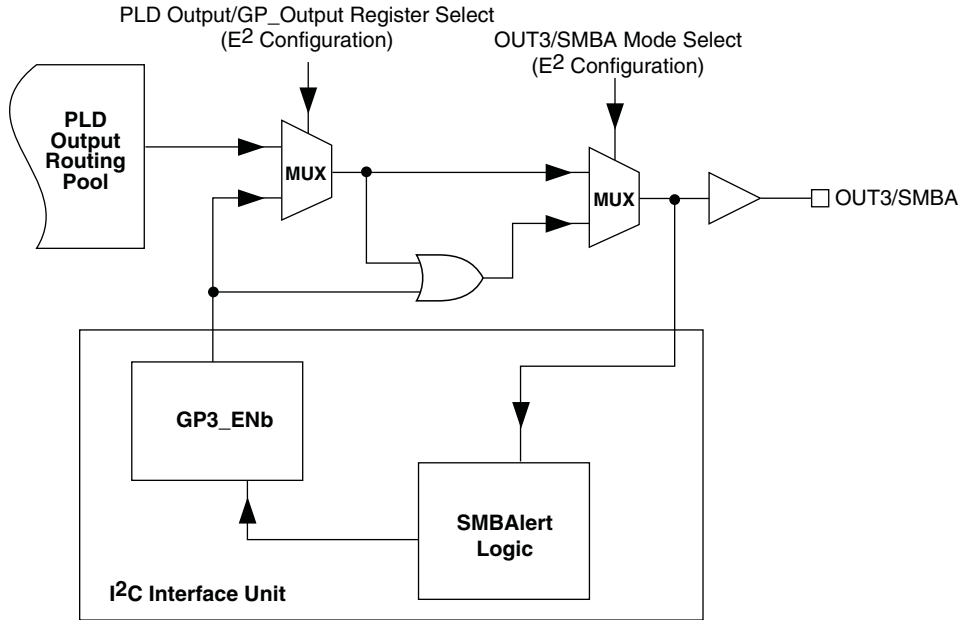 PLD Output/GP_Output Register Select
(E2 Configuration)
OUT3/SMBA Mode Select
(E2 Configuration)
PLD
Output
Routing
Pool
MUX
MUX
OUT3/SMBA
GP3_ENb
SMBAlert
Logic
I2C Interface Unit